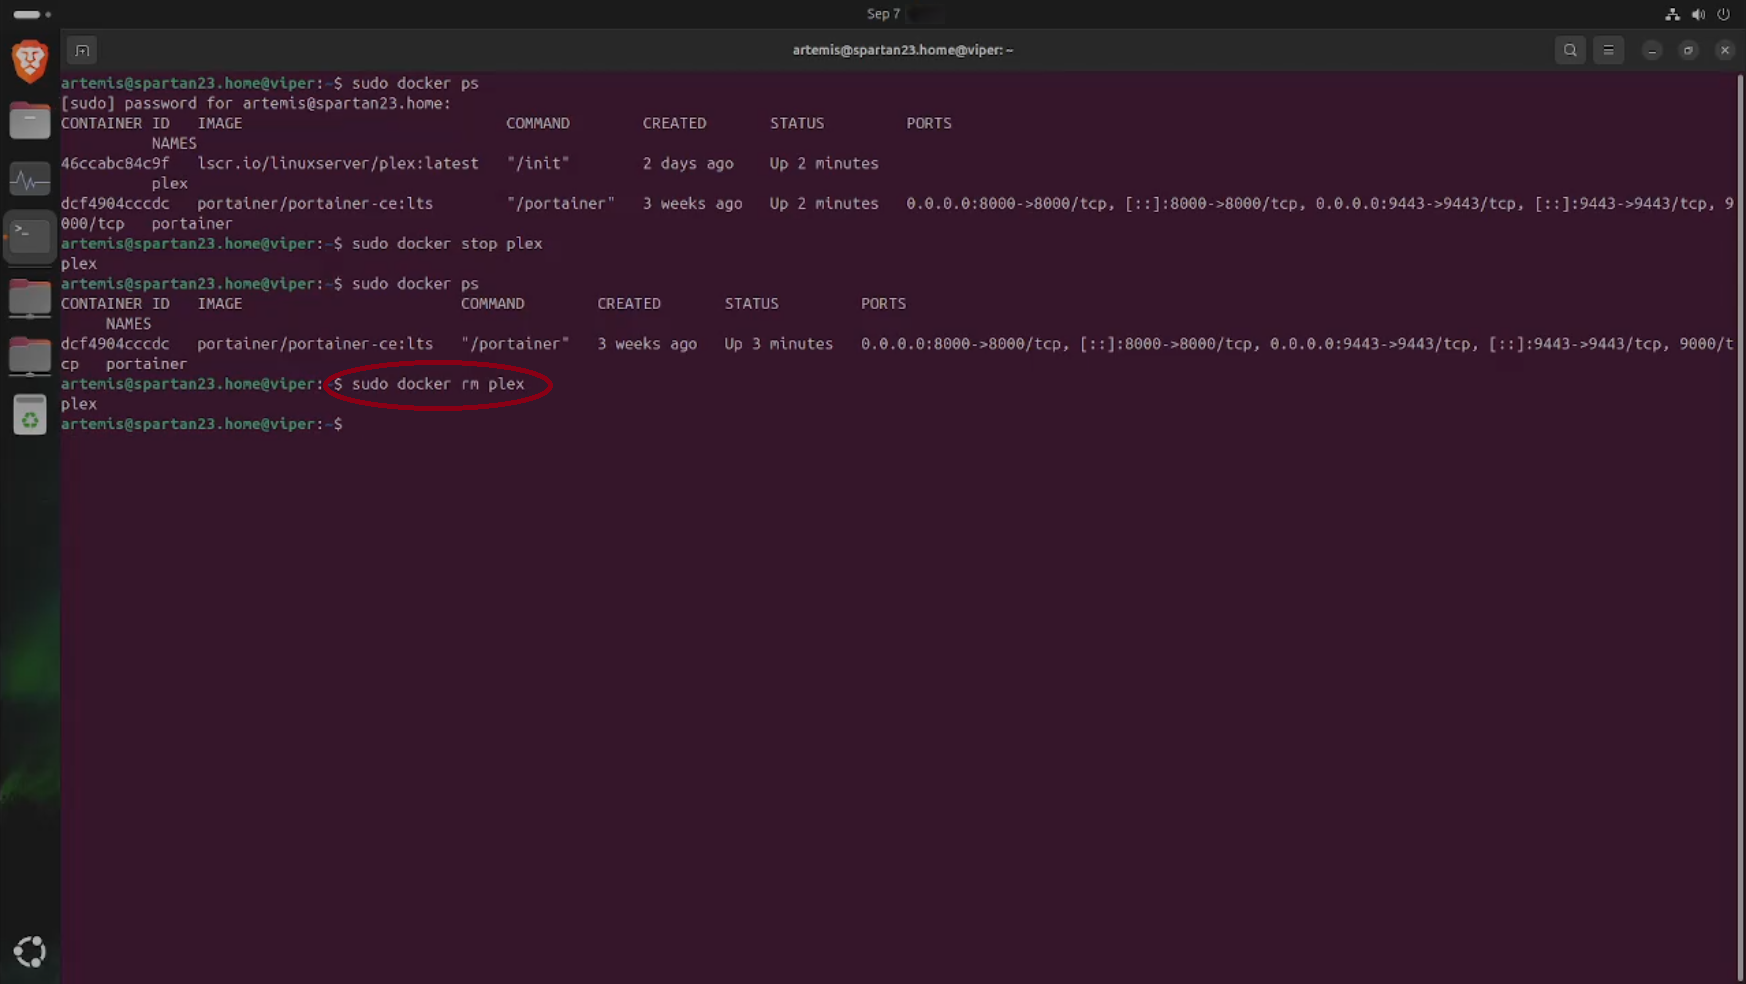 Sep 7
artemis@spartan23.home@viper: ~
artemis@spartan23.home@viper:~$ sudo docker ps
[sudo] password for artemis@spartan23.home:
CONTAINER ID   IMAGE                             COMMAND        CREATED       STATUS         PORTS
          NAMES
46ccabc84c9f   lscr.io/linuxserver/plex:latest   "/init"        2 days ago    Up 2 minutes
          plex
dcf4904cccdc   portainer/portainer-ce:lts        "/portainer"   3 weeks ago   Up 2 minutes   0.0.0.0:8000->8000/tcp, [::]:8000->8000/tcp, 0.0.0.0:9443->9443/tcp, [::]:9443->9443/tcp, 9
000/tcp   portainer
artemis@spartan23.home@viper:~$ sudo docker stop plex
plex
artemis@spartan23.home@viper:~$ sudo docker ps
CONTAINER ID   IMAGE                        COMMAND        CREATED       STATUS         PORTS
     NAMES
dcf4904cccdc   portainer/portainer-ce:lts   "/portainer"   3 weeks ago   Up 3 minutes   0.0.0.0:8000->8000/tcp, [::]:8000->8000/tcp, 0.0.0.0:9443->9443/tcp, [::]:9443->9443/tcp, 9000/t
cp   portainer
artemis@spartan23.home@viper:~$ sudo docker rm plex
plex
artemis@spartan23.home@viper:~$